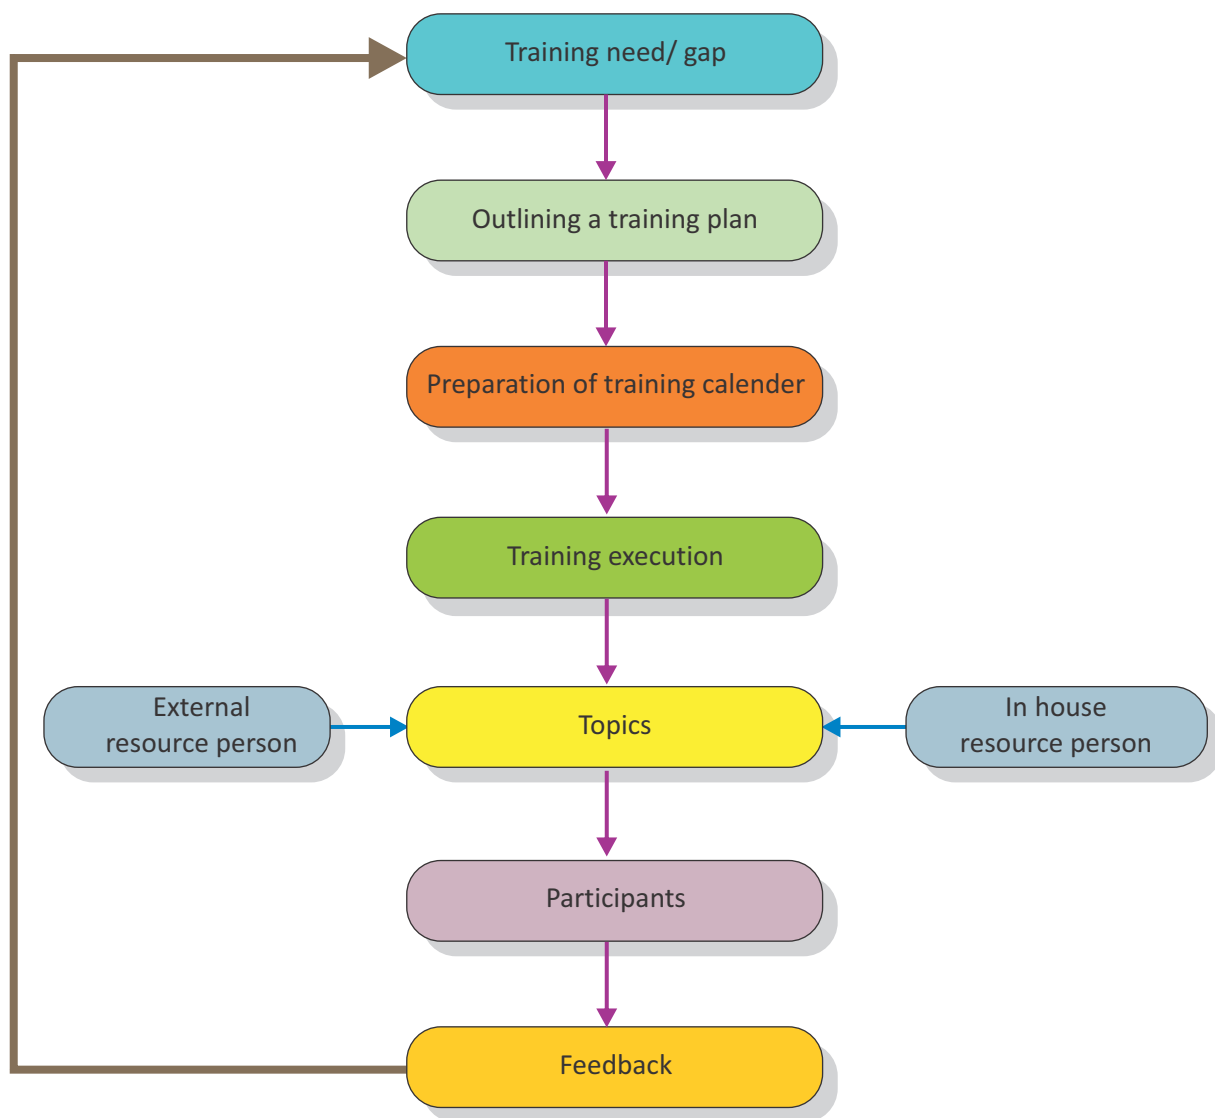 Training need/ gap
Outlining a training plan
Preparation of training calender
Training execution
External
resource person
Topics
In house
resource person
Participants
Feedback